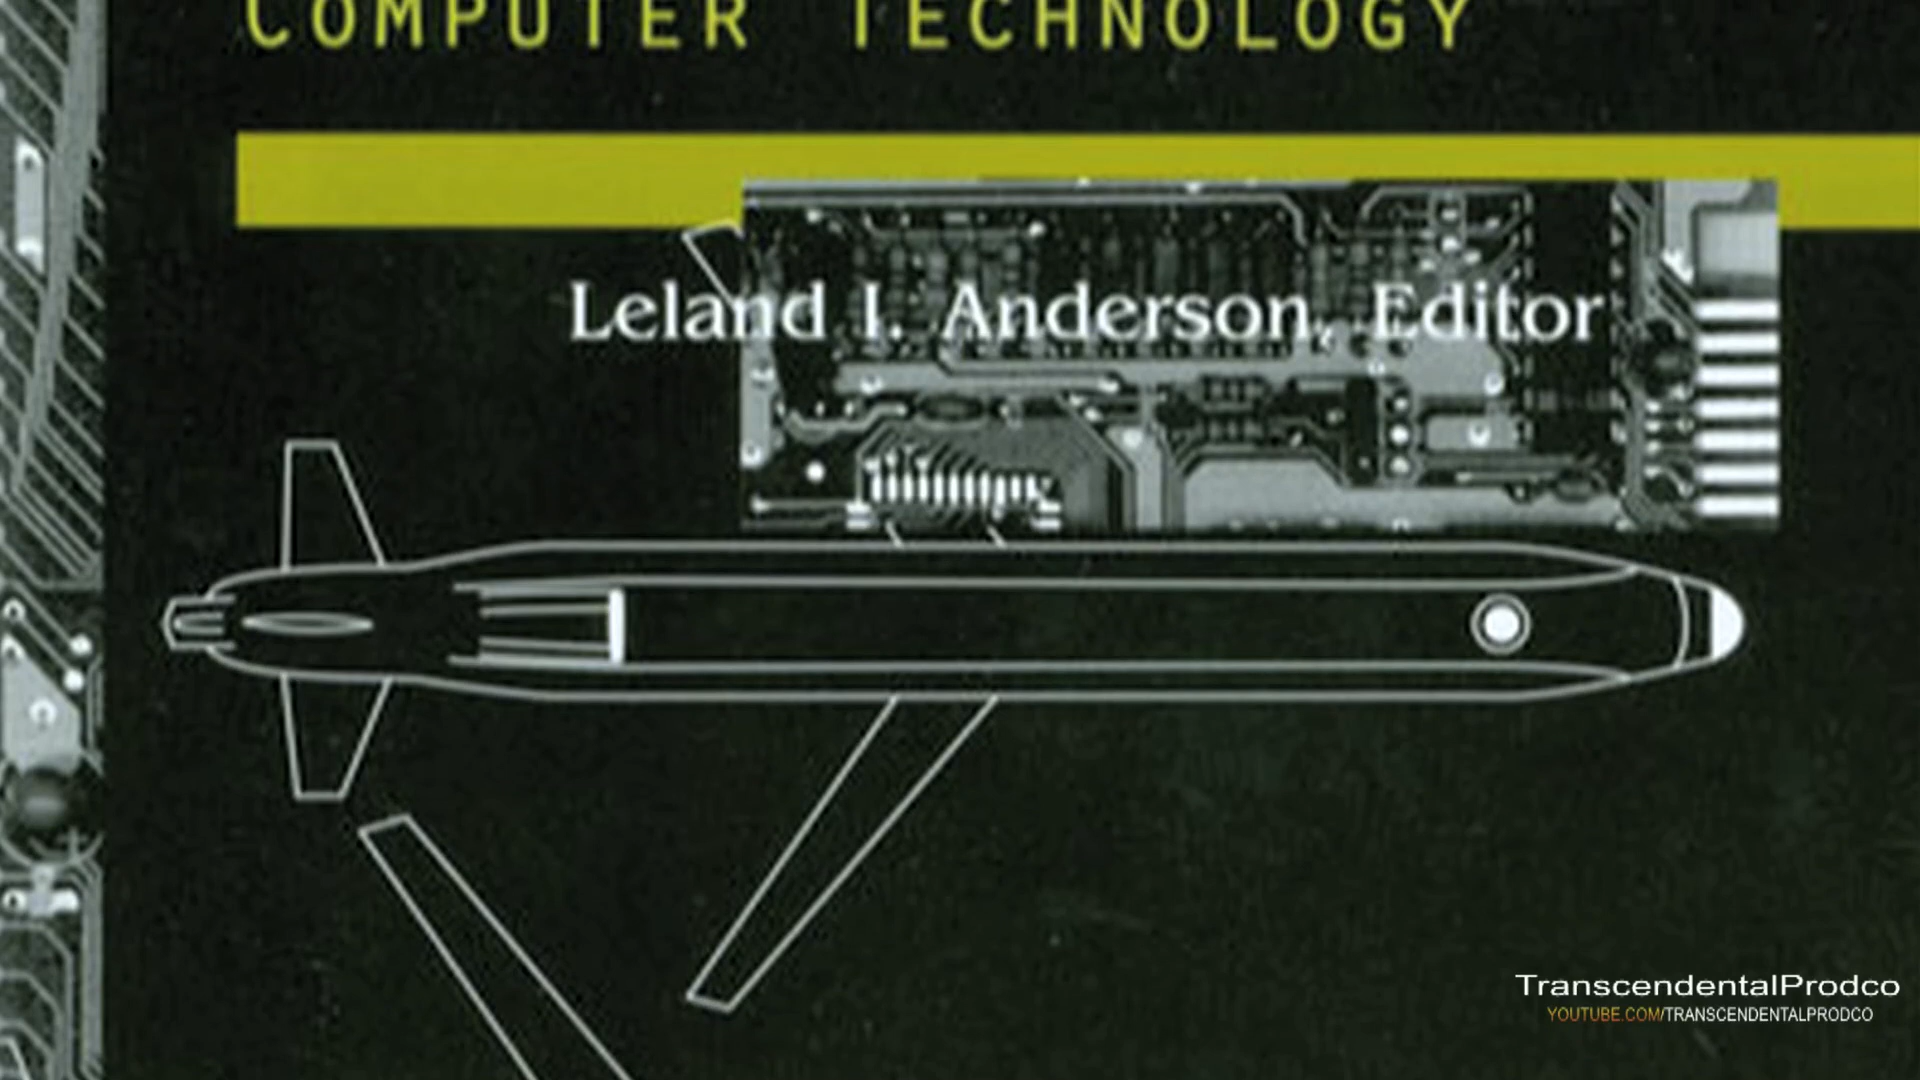 COMPUTER TECHNOLOGY
Leland I. Anderson, Editor
TranscendentalProdco
YOUTUBE.COM/TRANSCENDENTALPRODCO